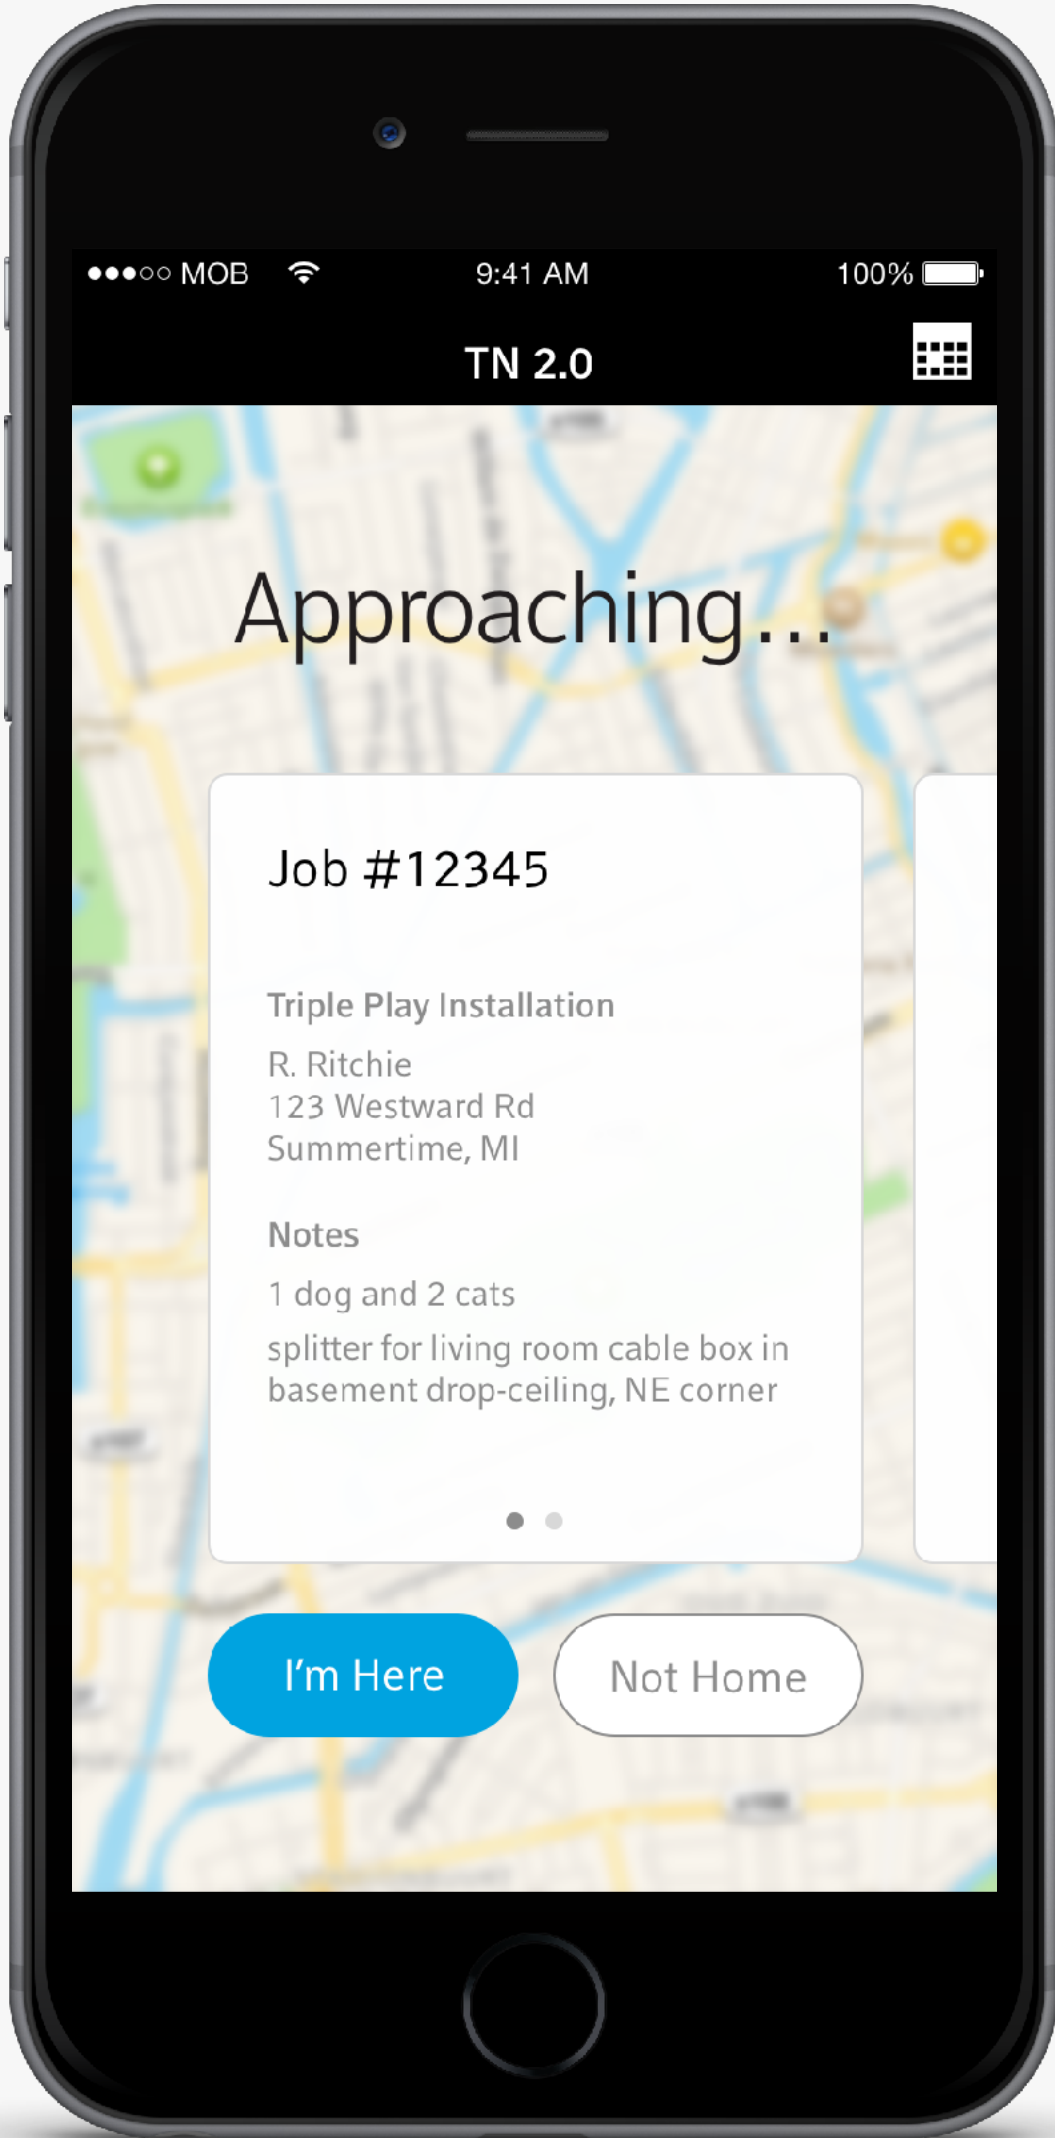 MOB
9:41 AM
100%
TN 2.0
Approaching...
Job #12345
Triple Play Installation
R. Ritchie
123 Westward Rd
Summertime, MI
Notes
1 dog and 2 cats
splitter for living room cable box in
basement drop-ceiling, NE corner
I'm Here
Not Home